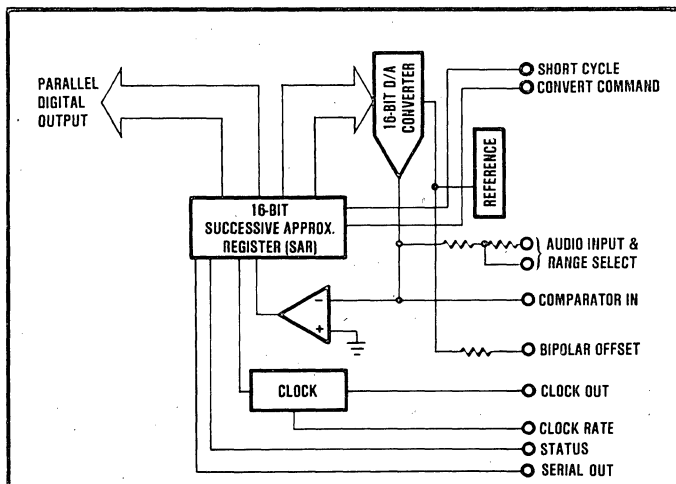 PARALLEL
DIGITAL
OUTPUT
16-BIT D/A
CONVERTER
SHORT CYCLE
CONVERT COMMAND
REFERENCE
16-BIT
SUCCESSIVE APPROX.
REGISTER (SAR)
AUDIO INPUT &
RANGE SELECT
−
+
COMPARATOR IN
BIPOLAR OFFSET
CLOCK
CLOCK OUT
CLOCK RATE
STATUS
SERIAL OUT